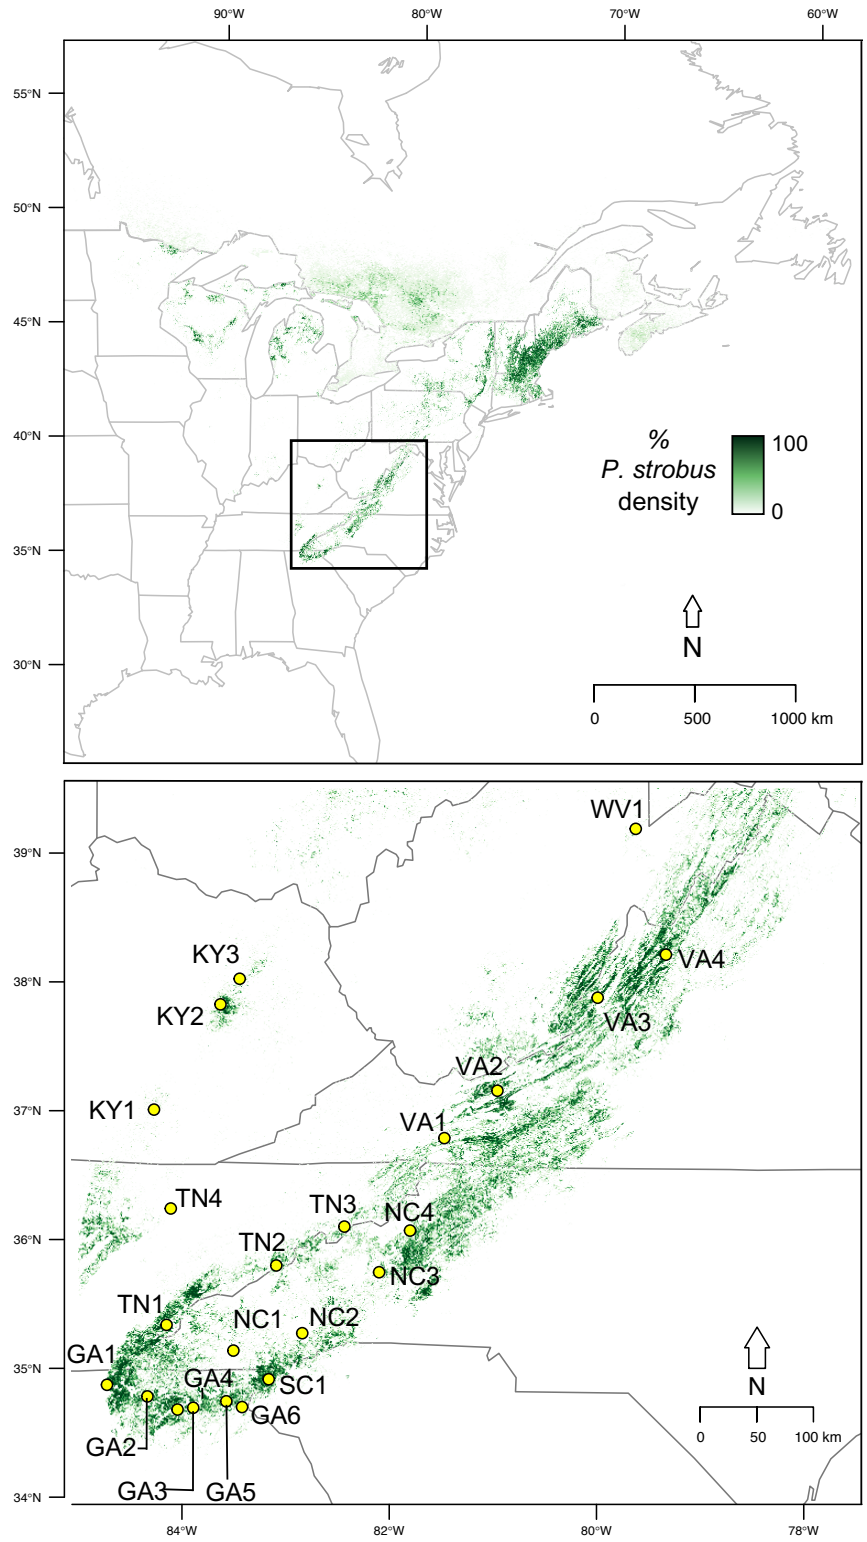 90°W 80°W 70°W 60°W
55°N
50°N
45°N
40°N
35°N
30°N
%
P. strobus
density
100
0
N
0 500 1000 km
WV1
39°N
KY3
VA4
38°N
KY2
VA3
VA2
37°N
KY1
VA1
TN4
TN3
NC4
36°N
TN2
NC3
TN1
NC1
NC2
GA1
35°N
GA4
SC1
GA6
N
0 50 100 km
GA2
GA3
GA5
34°N
84°W 82°W 80°W 78°W